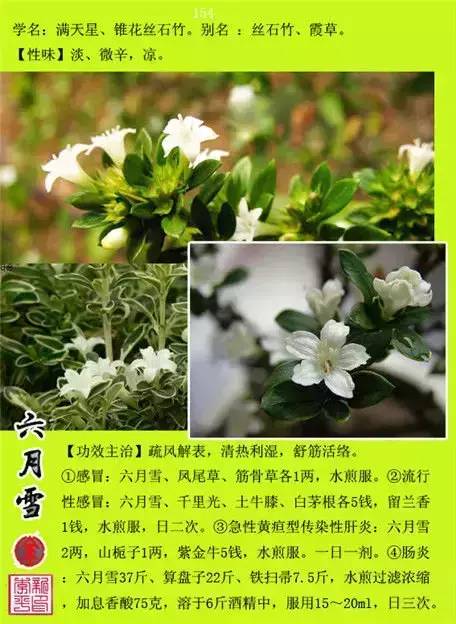 154
学名：满天星、锥花丝石竹。别名 ：丝石竹、霞草。
【性味】淡、微辛，凉。
六月雪
【功效主治】疏风解表，清热利湿，舒筋活络。
①感冒：六月雪、凤尾草、筋骨草各1两，水煎服。②流行
性感冒：六月雪、千里光、土牛膝、白茅根各5钱，留兰香
1钱，水煎服，日二次。③急性黄疸型传染性肝炎：六月雪
2两，山栀子1两，紫金牛5钱，水煎服。一日一剂。④肠炎
：六月雪37斤、算盘子22斤、铁扫帚7.5斤，水煎过滤浓缩
，加息香酸75克，溶于6斤酒精中，服用15～20ml，日三次。